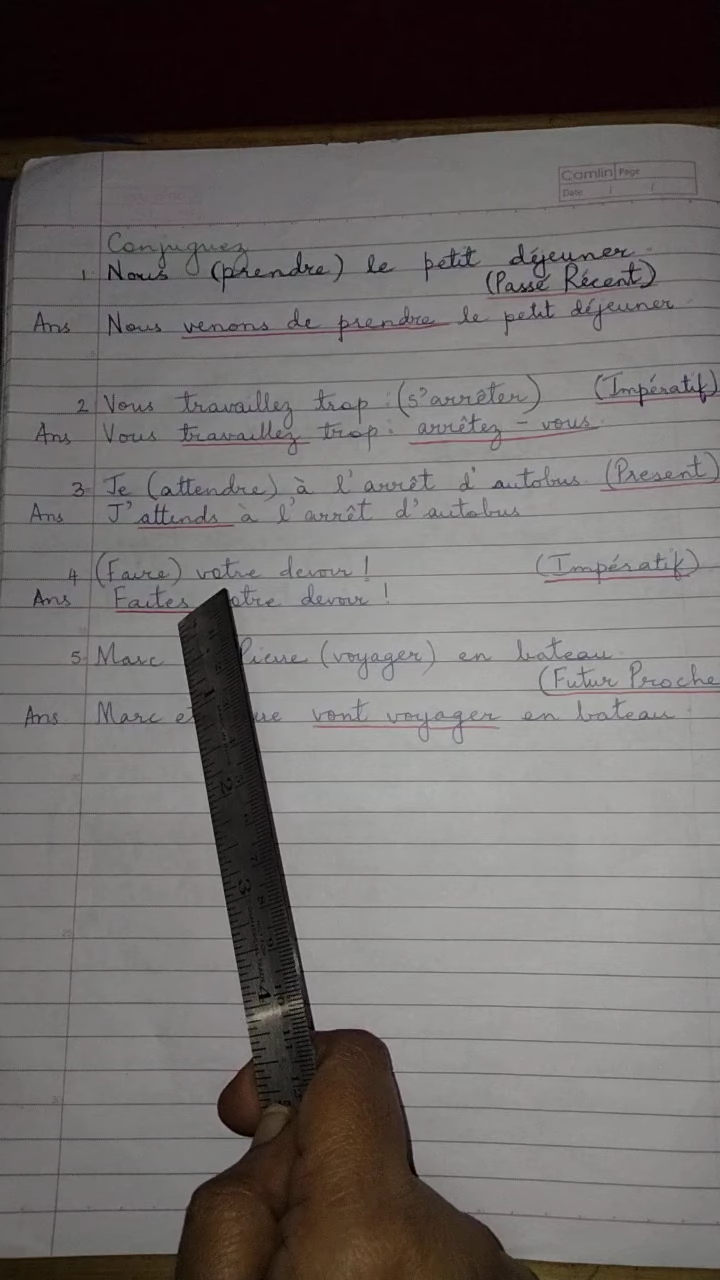 Camlin Page
Date / /
Conjuguez
1. Nous (prendre) le petit déjeuner.
(Passé Récent)
Ans Nous venons de prendre le petit déjeuner
2 Vous travaillez trop : (s'arrêter) (Impératif)
Ans Vous travaillez trop : arrêtez - vous.
3 Je (attendre) à l'arrêt d'autobus. (Present)
Ans J'attends à l'arrêt d'autobus
4 (Faire) votre devoir ! (Impératif)
Ans Faites otre devoir !
5 Marc Pierre (voyager) en bateau.
(Futur Proche
Ans Marc et vont voyager en bateau.